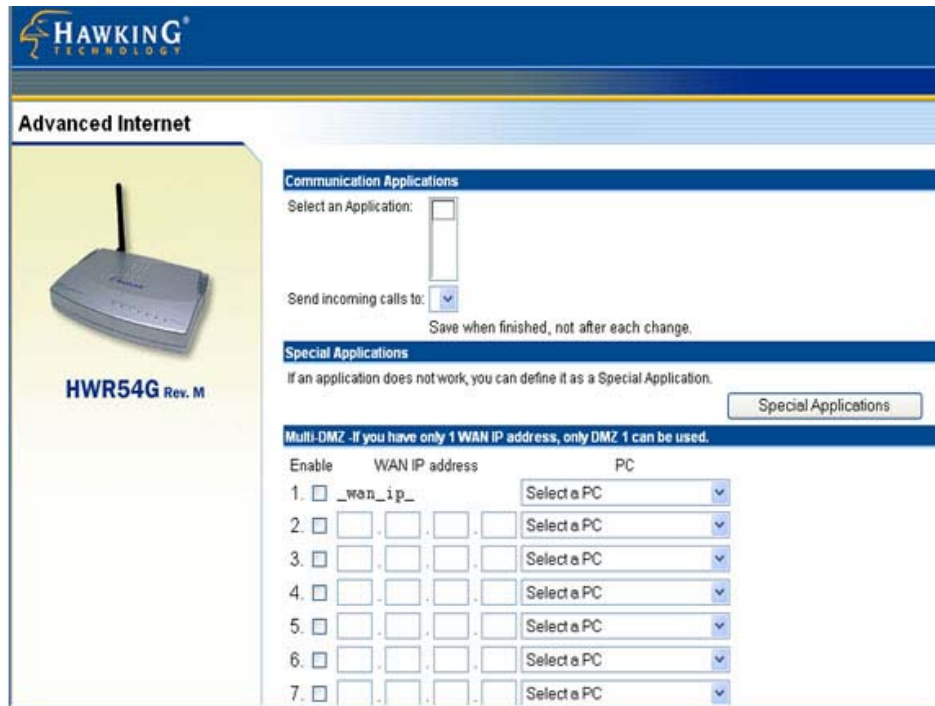 HAWKING®
TECHNOLOGY
Advanced Internet
HWR54G Rev. M
Communication Applications
Select an Application:
Send incoming calls to:
Save when finished, not after each change.
Special Applications
If an application does not work, you can define it as a Special Application.
Special Applications
Multi-DMZ -If you have only 1 WAN IP address, only DMZ 1 can be used.
Enable WAN IP address PC
1. _wan_ip_ Select a PC
2. . . . Select a PC
3. . . . Select a PC
4. . . . Select a PC
5. . . . Select a PC
6. . . . Select a PC
7. . . . Select a PC